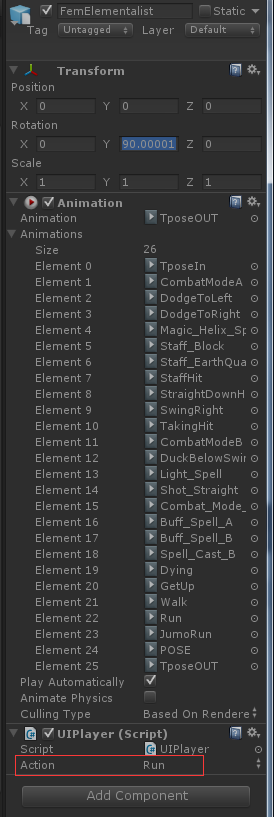 FemElementalist Static
Tag Untagged Layer Default
Transform
Position
X 0 Y 0 Z 0
Rotation
X 0 Y 90.00001 Z 0
Scale
X 1 Y 1 Z 1
Animation
Animation TposeOUT
Animations
Size 26
Element 0 TposeIn
Element 1 CombatModeA
Element 2 DodgeToLeft
Element 3 DodgeToRight
Element 4 Magic_Helix_Sp
Element 5 Staff_Block
Element 6 Staff_EarthQua
Element 7 StaffHit
Element 8 StraightDownH
Element 9 SwingRight
Element 10 TakingHit
Element 11 CombatModeB
Element 12 DuckBelowSwin
Element 13 Light_Spell
Element 14 Shot_Straight
Element 15 Combat_Mode_
Element 16 Buff_Spell_A
Element 17 Buff_Spell_B
Element 18 Spell_Cast_B
Element 19 Dying
Element 20 GetUp
Element 21 Walk
Element 22 Run
Element 23 JumoRun
Element 24 POSE
Element 25 TposeOUT
Play Automatically
Animate Physics
Culling Type Based On Rendere
UIPlayer (Script)
Script UIPlayer
Action Run
Add Component